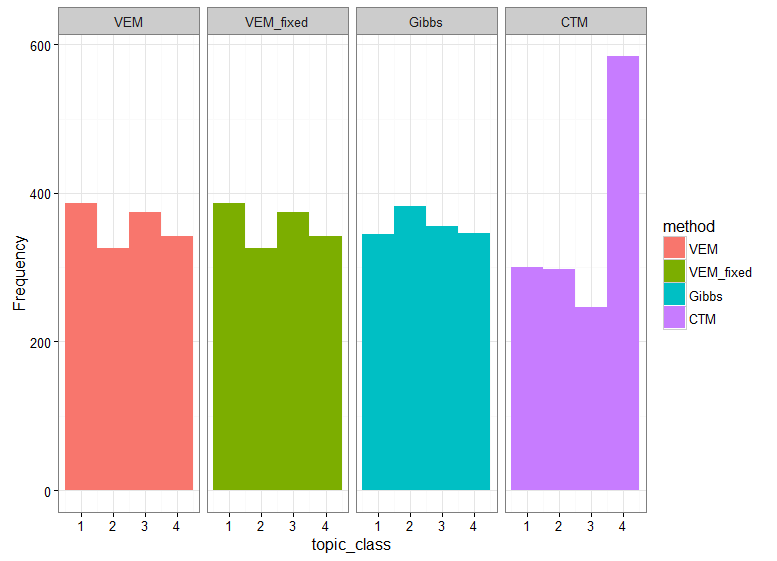 VEM VEM_fixed Gibbs CTM
600
400
200
0
Frequency
1 2 3 4 1 2 3 4 1 2 3 4 1 2 3 4
topic_class
method
VEM
VEM_fixed
Gibbs
CTM